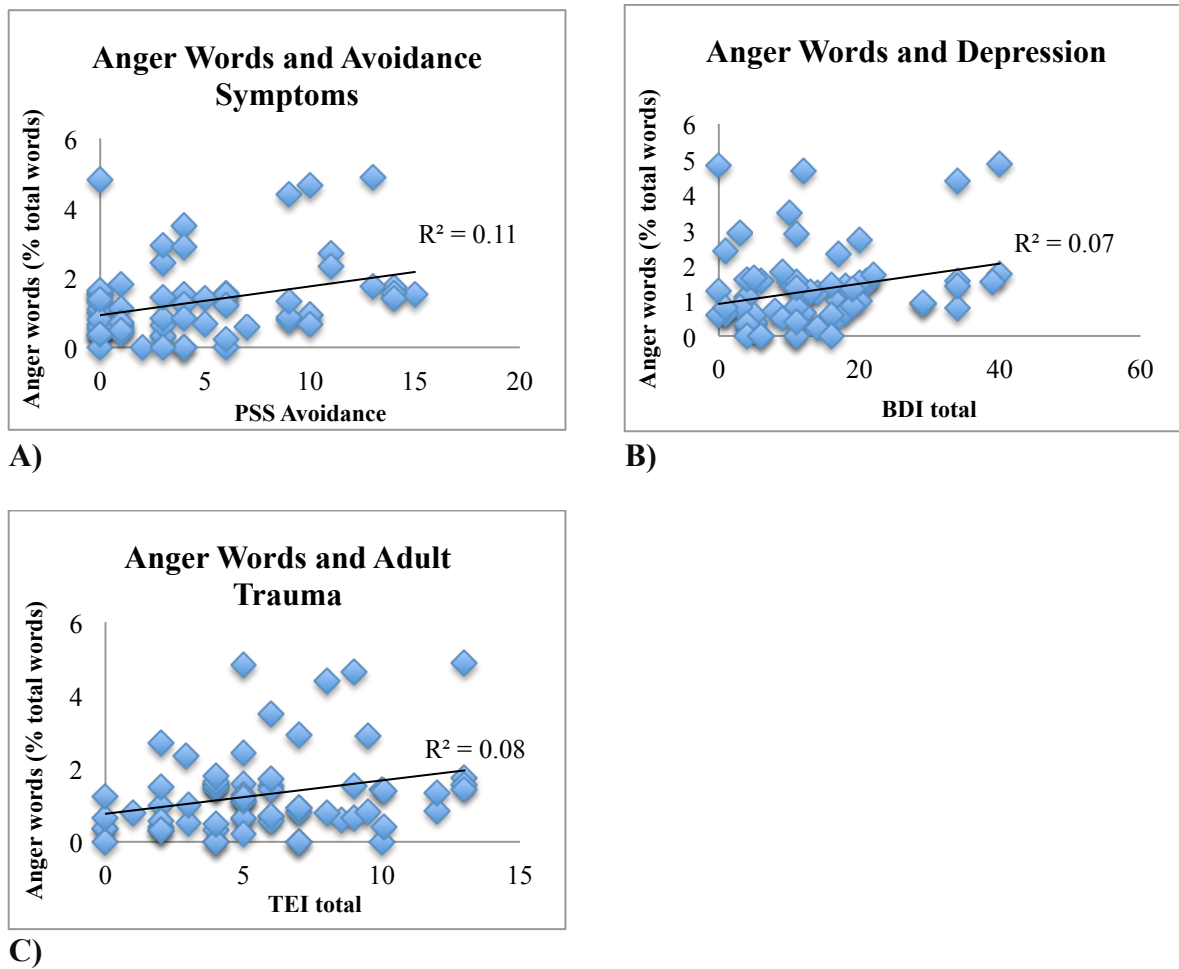 Anger Words and Avoidance
Symptoms
Anger words (% total words)
6
4
2
0
R² = 0.11
0 5 10 15 20
PSS Avoidance
A)
Anger Words and Depression
Anger words (% total words)
6
5
4
3
2
1
0
R² = 0.07
0 20 40 60
BDI total
B)
Anger Words and Adult
Trauma
Anger words (% total words)
6
4
2
0
R² = 0.08
0 5 10 15
TEI total
C)